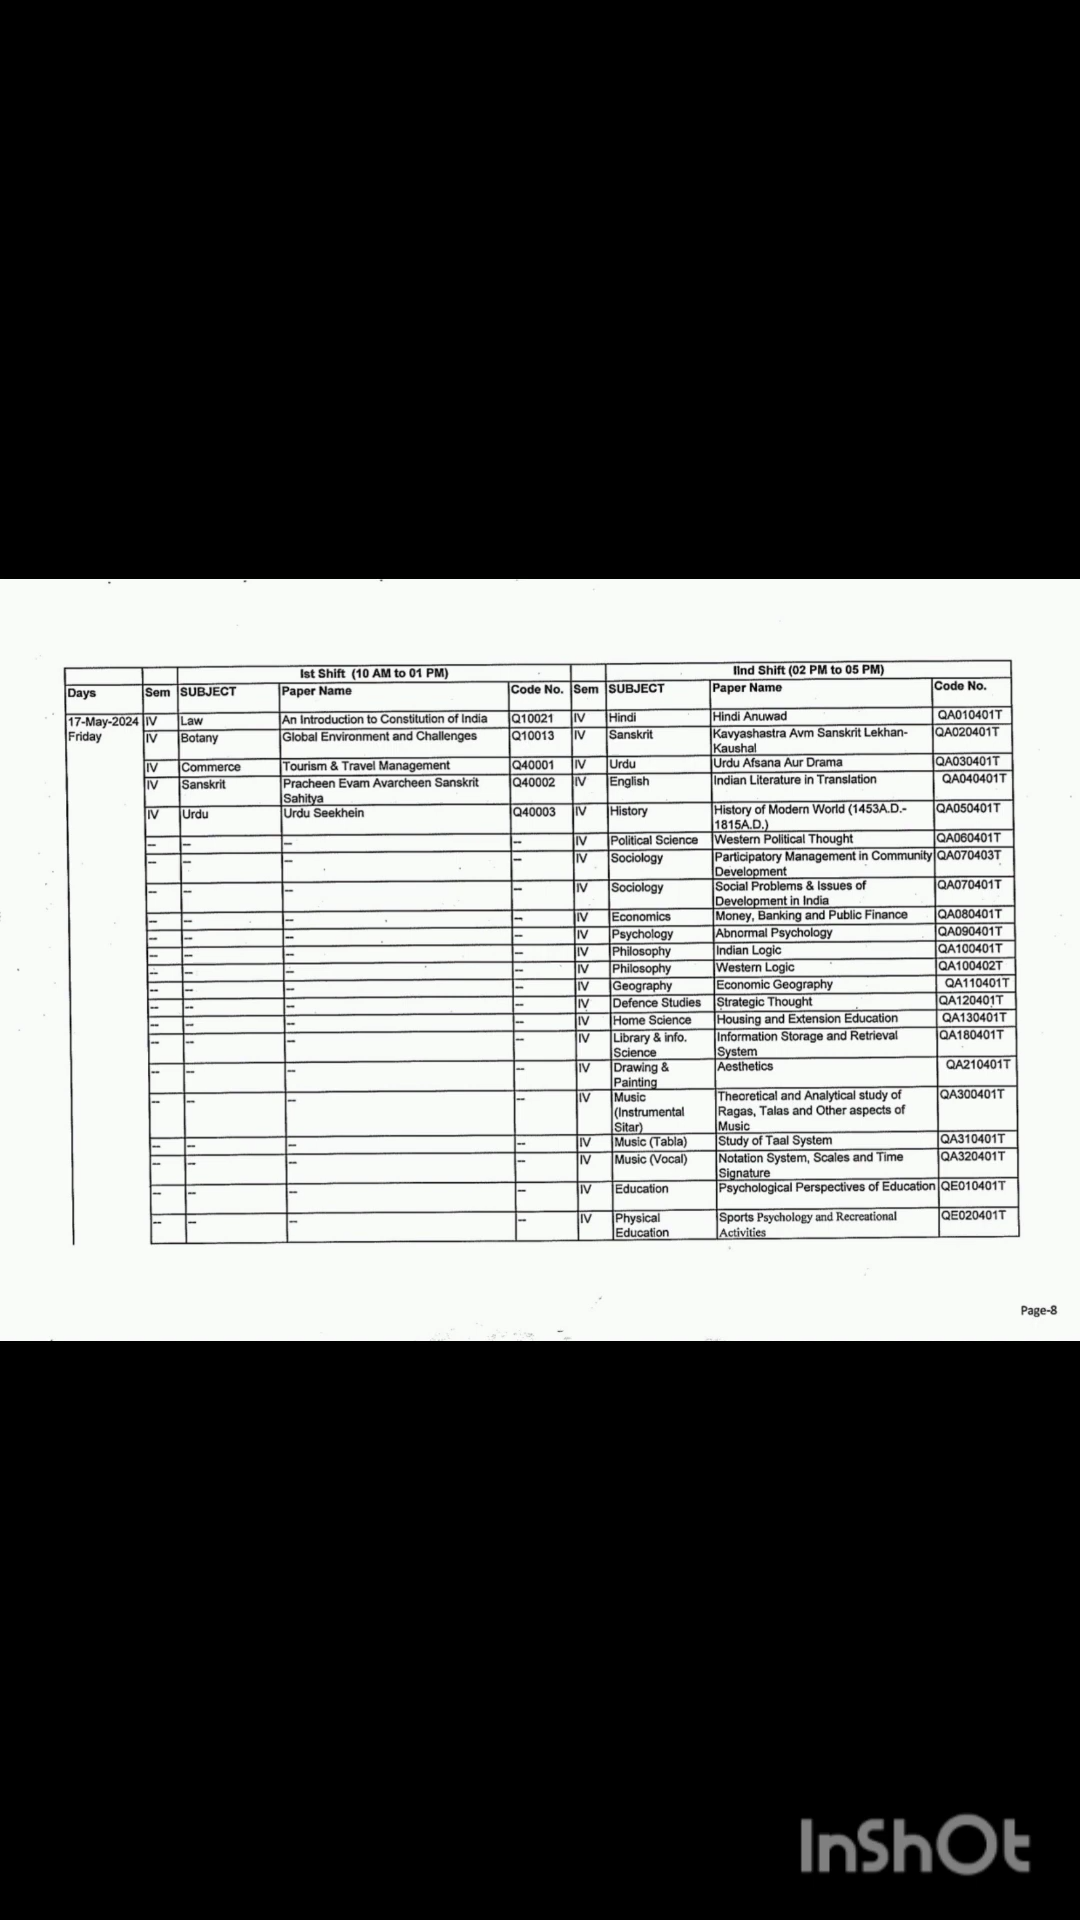 Ist Shift (10 AM to 01 PM) IInd Shift (02 PM to 05 PM)
Days Sem SUBJECT Paper Name Code No. Sem SUBJECT Paper Name Code No.
17-May-2024 IV Law An Introduction to Constitution of India Q10021 IV Hindi Hindi Anuwad QA010401T
Friday IV Botany Global Environment and Challenges Q10013 IV Sanskrit Kavyashastra Avm Sanskrit Lekhan-
Kaushal QA020401T
IV Commerce Tourism & Travel Management Q40001 IV Urdu Urdu Afsana Aur Drama QA030401T
IV Sanskrit Pracheen Evam Avarcheen Sanskrit
Sahitya Q40002 IV English Indian Literature in Translation QA040401T
IV Urdu Urdu Seekhein Q40003 IV History History of Modern World (1453A.D.-
1815A.D.) QA050401T
-- -- -- -- IV Political Science Western Political Thought QA060401T
-- -- -- -- IV Sociology Participatory Management in Community
Development QA070403T
-- -- -- -- IV Sociology Social Problems & Issues of
Development in India QA070401T
-- -- -- -- IV Economics Money, Banking and Public Finance QA080401T
-- -- -- -- IV Psychology Abnormal Psychology QA090401T
-- -- -- -- IV Philosophy Indian Logic QA100401T
-- -- -- -- IV Philosophy Western Logic QA100402T
-- -- -- -- IV Geography Economic Geography QA110401T
-- -- -- -- IV Defence Studies Strategic Thought QA120401T
-- -- -- -- IV Home Science Housing and Extension Education QA130401T
-- -- -- -- IV Library & info.
Science Information Storage and Retrieval
System QA180401T
-- -- -- -- IV Drawing &
Painting Aesthetics QA210401T
-- -- -- -- IV Music
(Instrumental
Sitar) Theoretical and Analytical study of
Ragas, Talas and Other aspects of
Music QA300401T
-- -- -- -- IV Music (Tabla) Study of Taal System QA310401T
-- -- -- -- IV Music (Vocal) Notation System, Scales and Time
Signature QA320401T
-- -- -- -- IV Education Psychological Perspectives of Education QE010401T
-- -- -- -- IV Physical
Education Sports Psychology and Recreational
Activities QE020401T
Page-8
InShOt